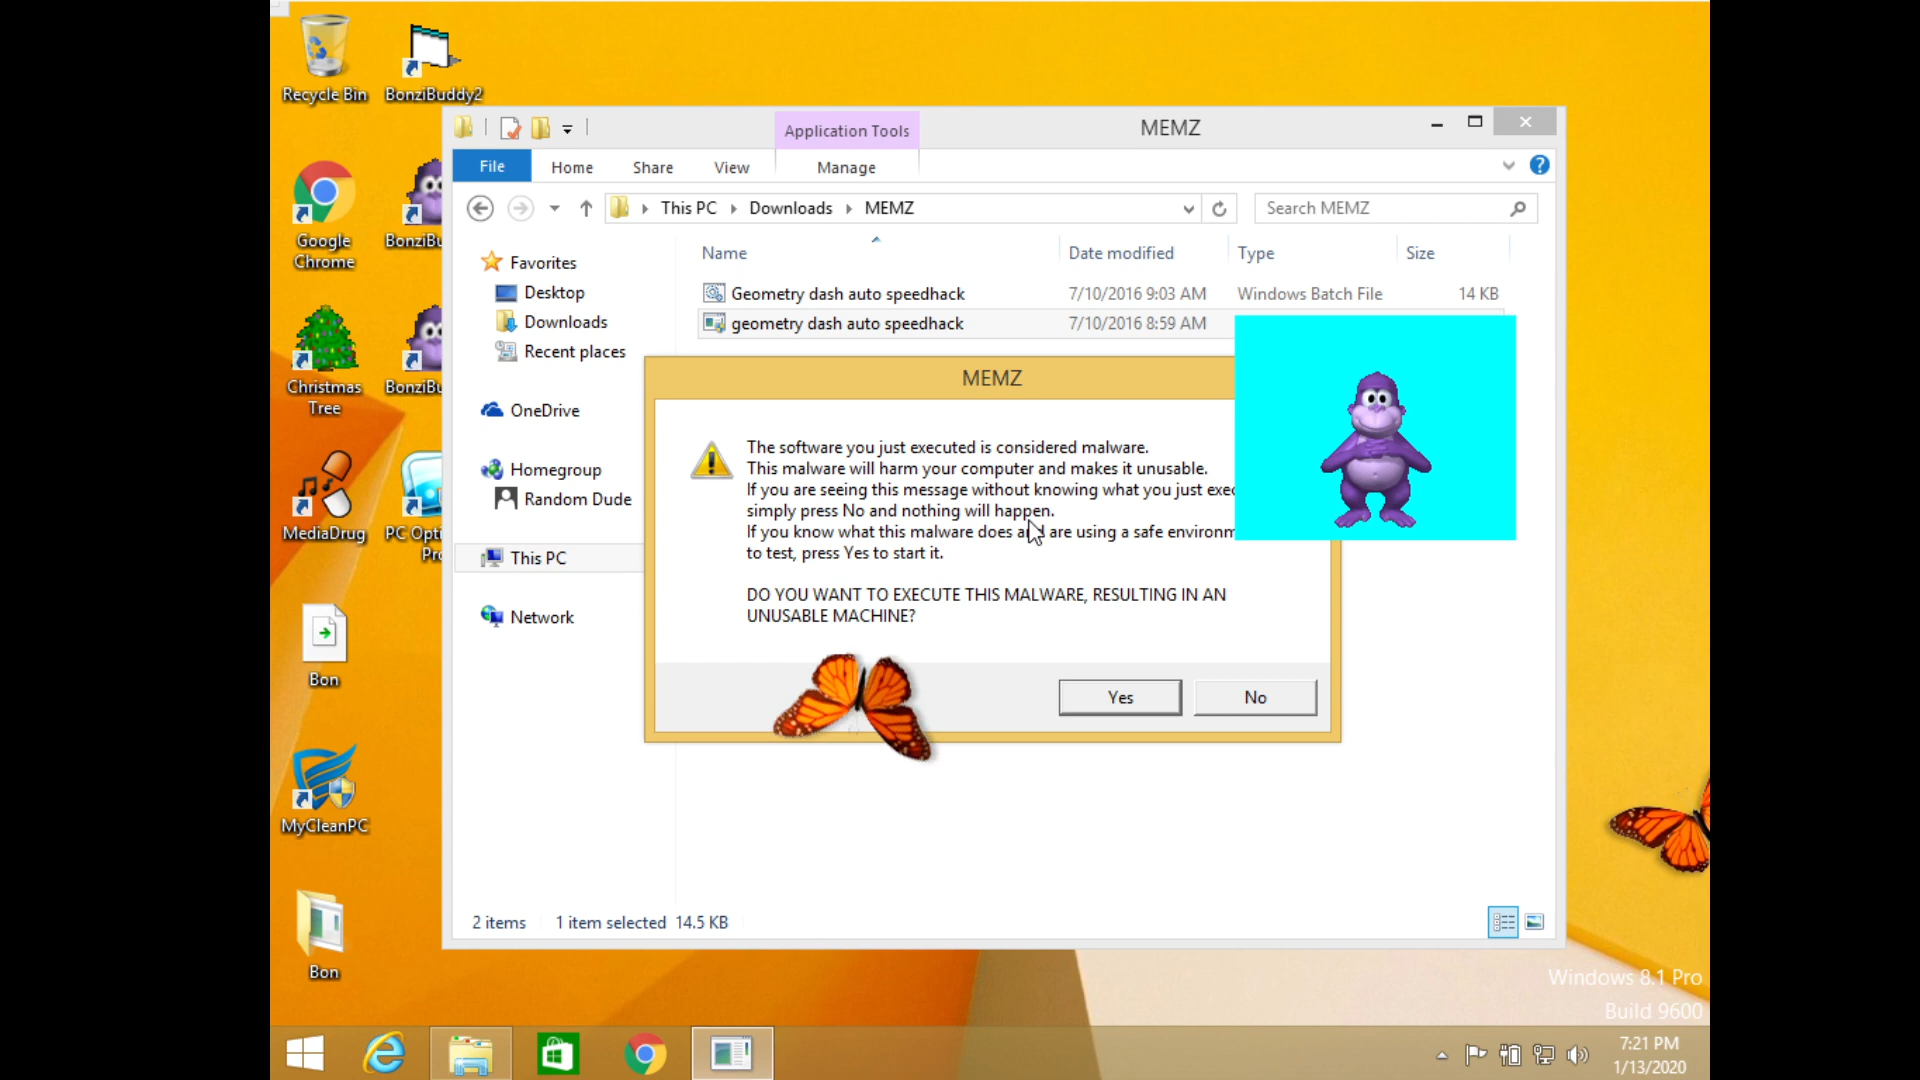 Recycle Bin
BonziBuddy2
Google
Chrome
BonziBu
Christmas
Tree
BonziBu
MediaDrug
PC Opti
Pro
Bon
MyCleanPC
Bon
Application Tools
MEMZ
File
Home
Share
View
Manage
This PC
Downloads
MEMZ
Search MEMZ
Name
Date modified
Type
Size
Geometry dash auto speedhack
7/10/2016 9:03 AM
Windows Batch File
14 KB
geometry dash auto speedhack
7/10/2016 8:59 AM
Favorites
Desktop
Downloads
Recent places
OneDrive
Homegroup
Random Dude
This PC
Network
MEMZ
The software you just executed is considered malware.
This malware will harm your computer and makes it unusable.
If you are seeing this message without knowing what you just exec
simply press No and nothing will happen.
If you know what this malware does and are using a safe environm
to test, press Yes to start it.
DO YOU WANT TO EXECUTE THIS MALWARE, RESULTING IN AN
UNUSABLE MACHINE?
Yes
No
2 items
1 item selected 14.5 KB
Windows 8.1 Pro
Build 9600
7:21 PM
1/13/2020